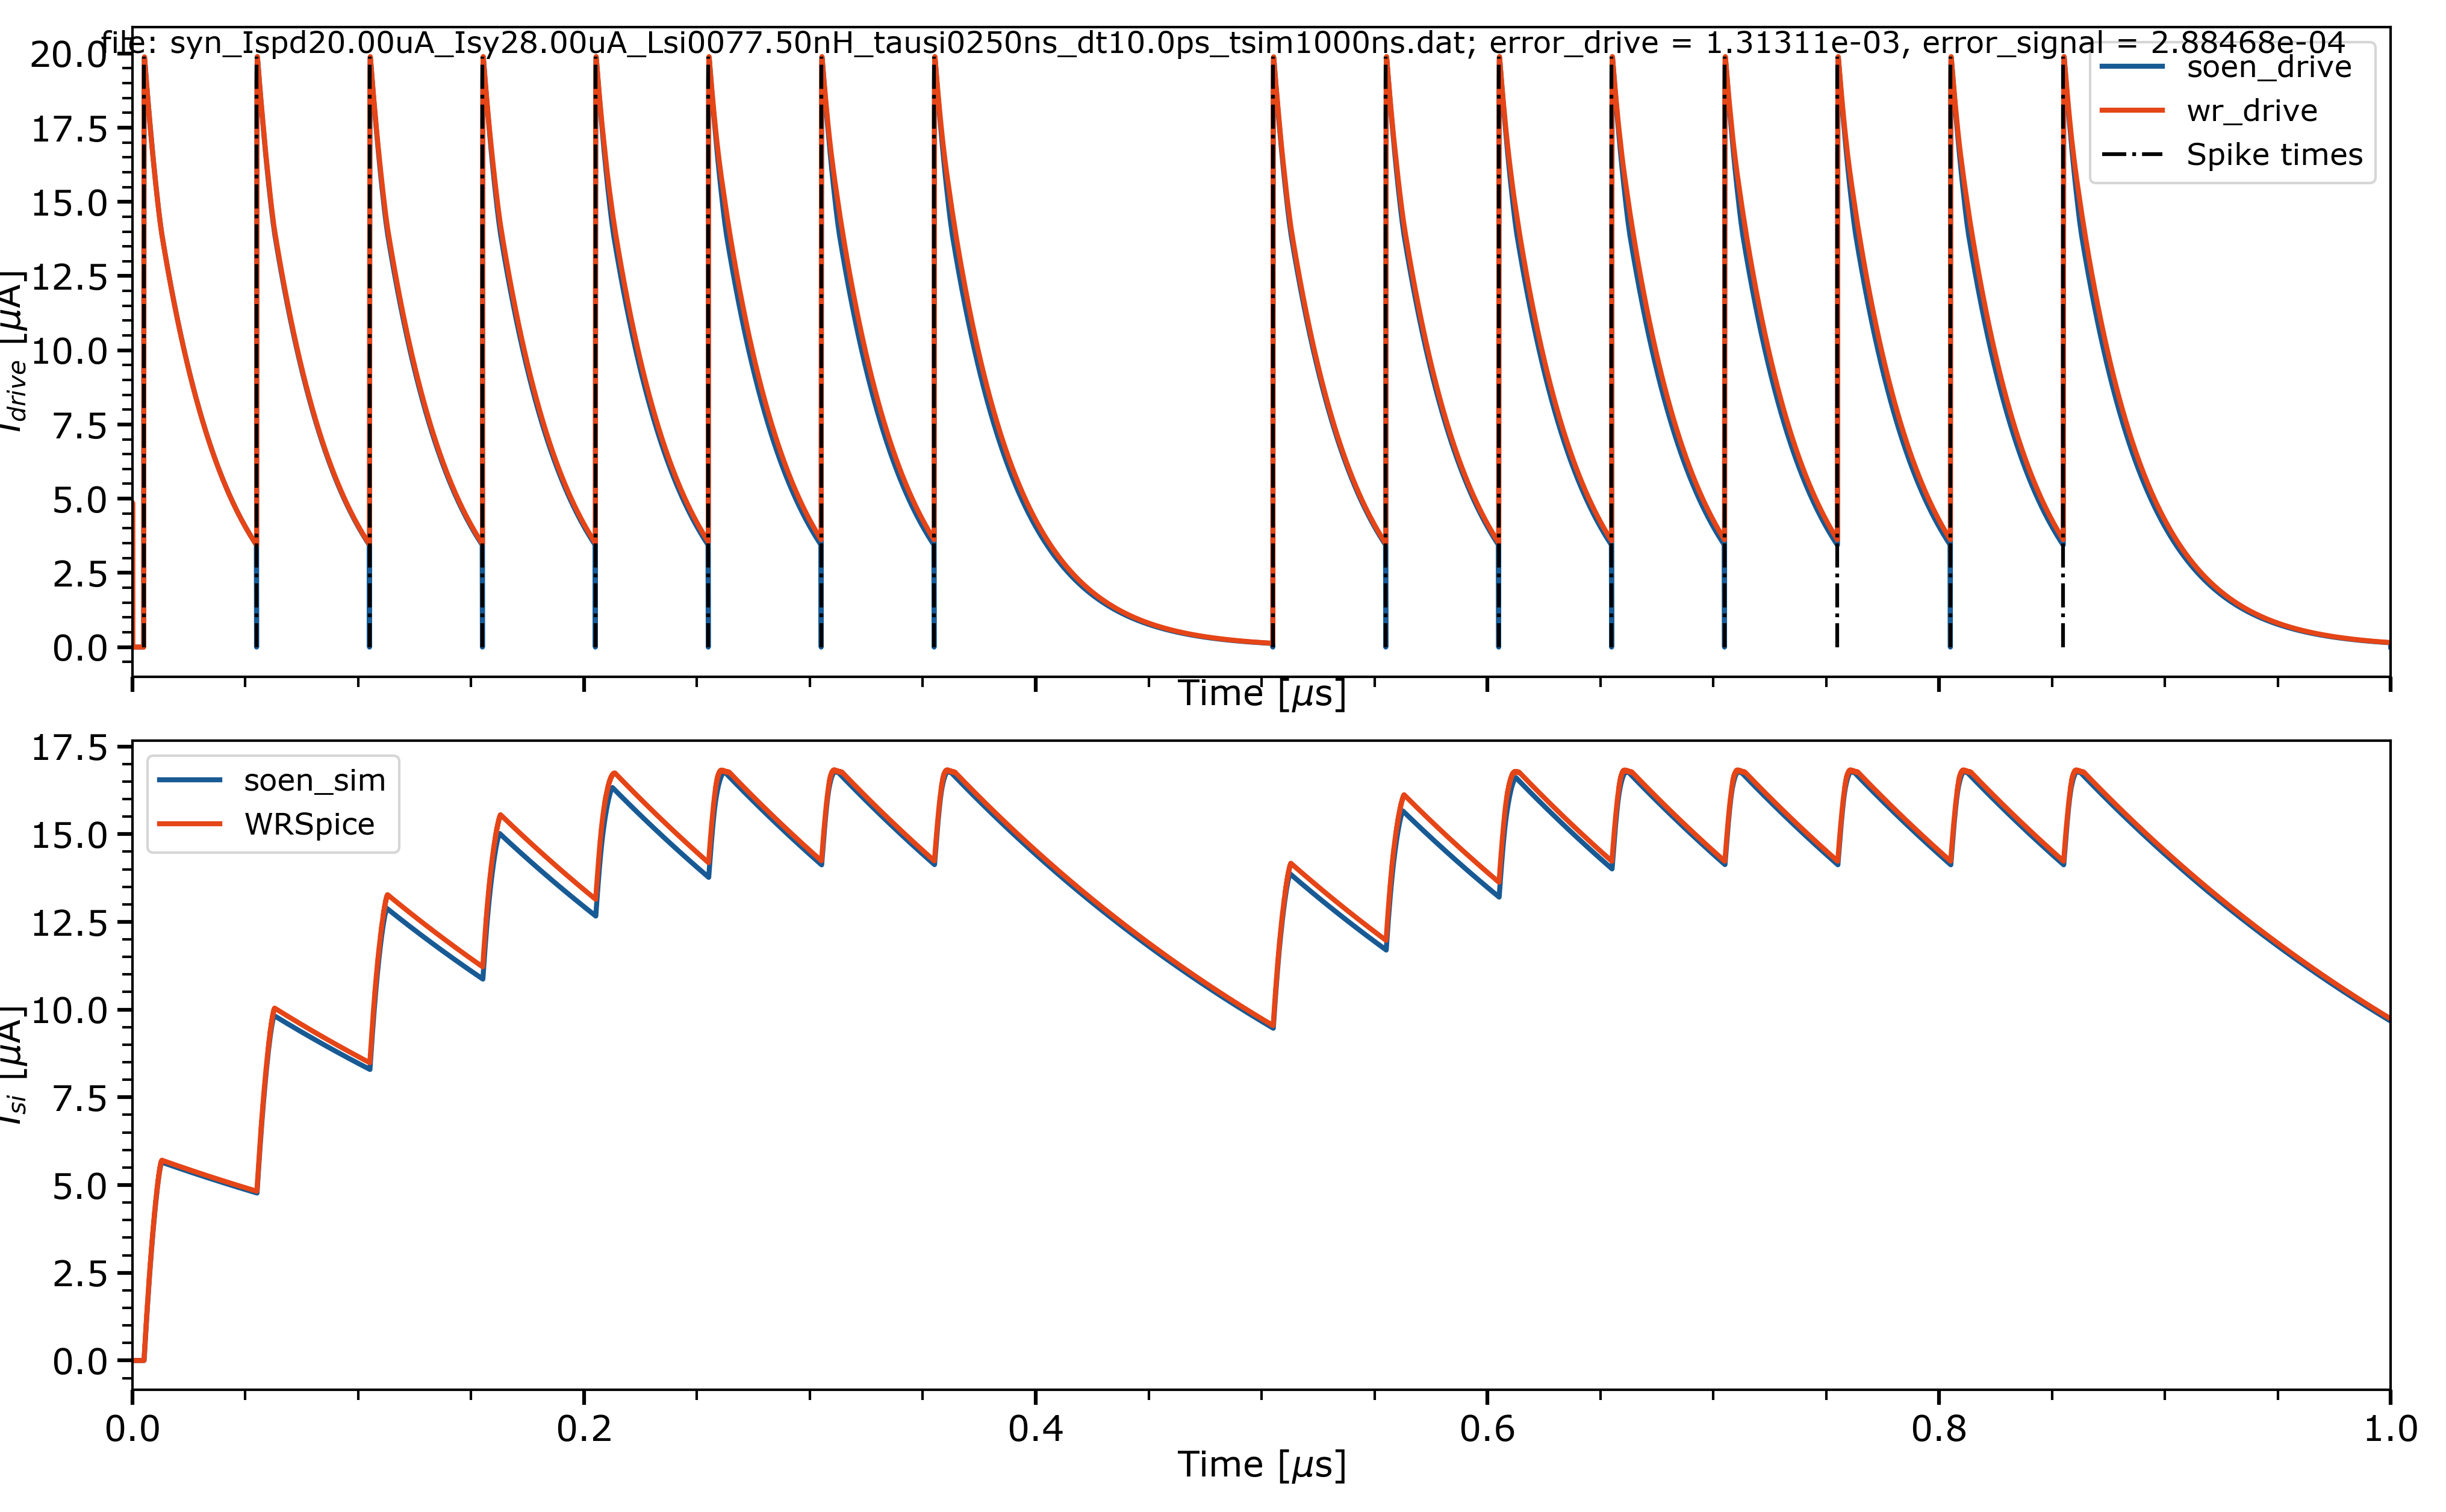 file: syn_Ispd20.00uA_Isy28.00uA_Lsi0077.50nH_tausi0250ns_dt10.0ps_tsim1000ns.dat; error_drive = 1.31311e-03, error_signal = 2.88468e-04
soen_drive
wr_drive
Spike times
20.0
17.5
15.0
12.5
10.0
7.5
5.0
2.5
0.0
I_drive [μA]
Time [μs]
soen_sim
WRSpice
17.5
15.0
12.5
10.0
7.5
5.0
2.5
0.0
I_si [μA]
0.0 0.2 0.4 0.6 0.8 1.0
Time [μs]